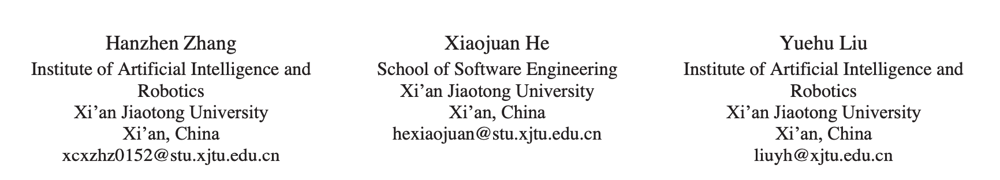 Hanzhen Zhang
Institute of Artificial Intelligence and
Robotics
Xi’an Jiaotong University
Xi’an, China
xcxzhz0152@stu.xjtu.edu.cn
Xiaojuan He
School of Software Engineering
Xi’an Jiaotong University
Xi’an, China
hexiaojuan@stu.xjtu.edu.cn
Yuehu Liu
Institute of Artificial Intelligence and
Robotics
Xi’an Jiaotong University
Xi’an, China
liuyh@xjtu.edu.cn